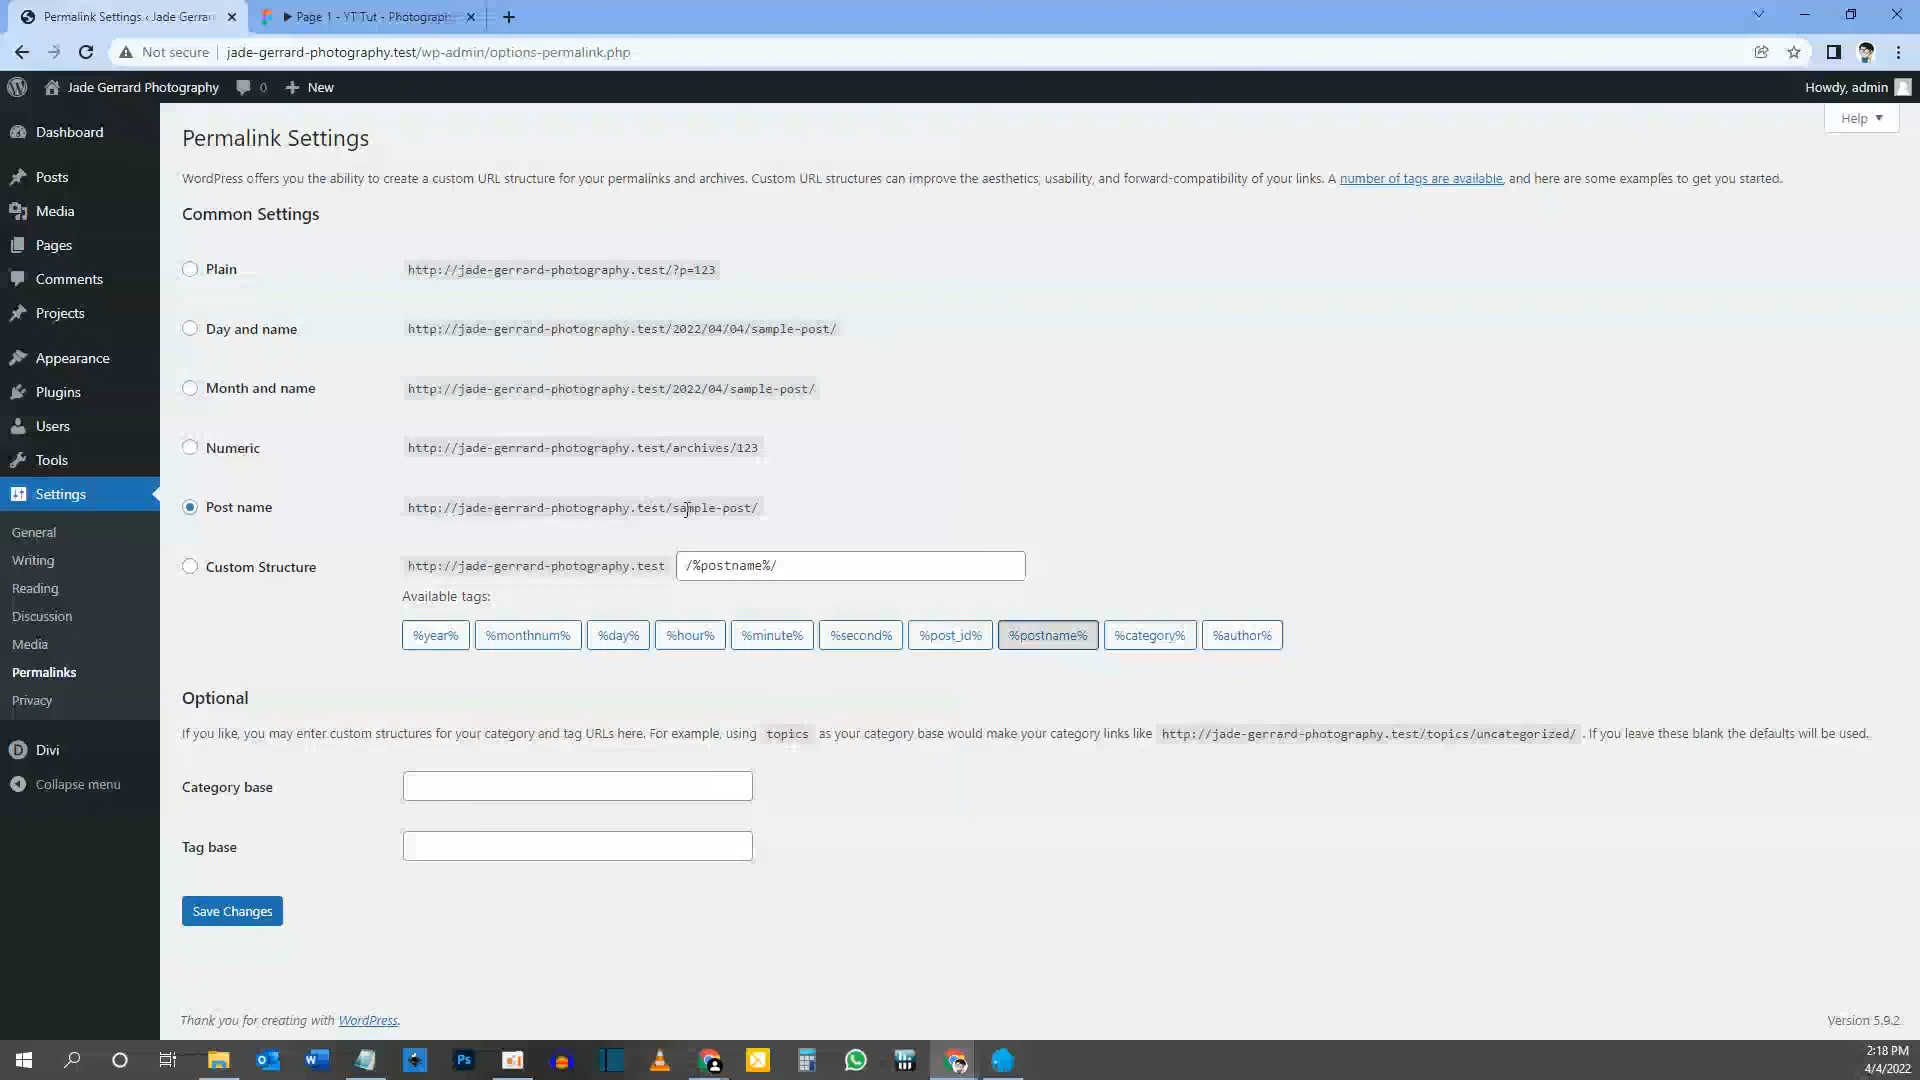 Permalink Settings ‹ Jade Gerrar
Page 1 - YT Tut - Photograph
Not secure
jade-gerrard-photography.test/wp-admin/options-permalink.php
Jade Gerrard Photography
0
New
Howdy, admin
Help
Dashboard
Posts
Media
Pages
Comments
Projects
Appearance
Plugins
Users
Tools
Settings
General
Writing
Reading
Discussion
Media
Permalinks
Privacy
Divi
Collapse menu
Permalink Settings
WordPress offers you the ability to create a custom URL structure for your permalinks and archives. Custom URL structures can improve the aesthetics, usability, and forward-compatibility of your links. A number of tags are available, and here are some examples to get you started.
Common Settings
Plain http://jade-gerrard-photography.test/?p=123
Day and name http://jade-gerrard-photography.test/2022/04/04/sample-post/
Month and name http://jade-gerrard-photography.test/2022/04/sample-post/
Numeric http://jade-gerrard-photography.test/archives/123
Post name http://jade-gerrard-photography.test/sample-post/
Custom Structure http://jade-gerrard-photography.test /%postname%/
Available tags:
%year% %monthnum% %day% %hour% %minute% %second% %post_id% %postname% %category% %author%
Optional
If you like, you may enter custom structures for your category and tag URLs here. For example, using topics as your category base would make your category links like http://jade-gerrard-photography.test/topics/uncategorized/ . If you leave these blank the defaults will be used.
Category base
Tag base
Save Changes
Thank you for creating with WordPress.
Version 5.9.2
2:18 PM
4/4/2022